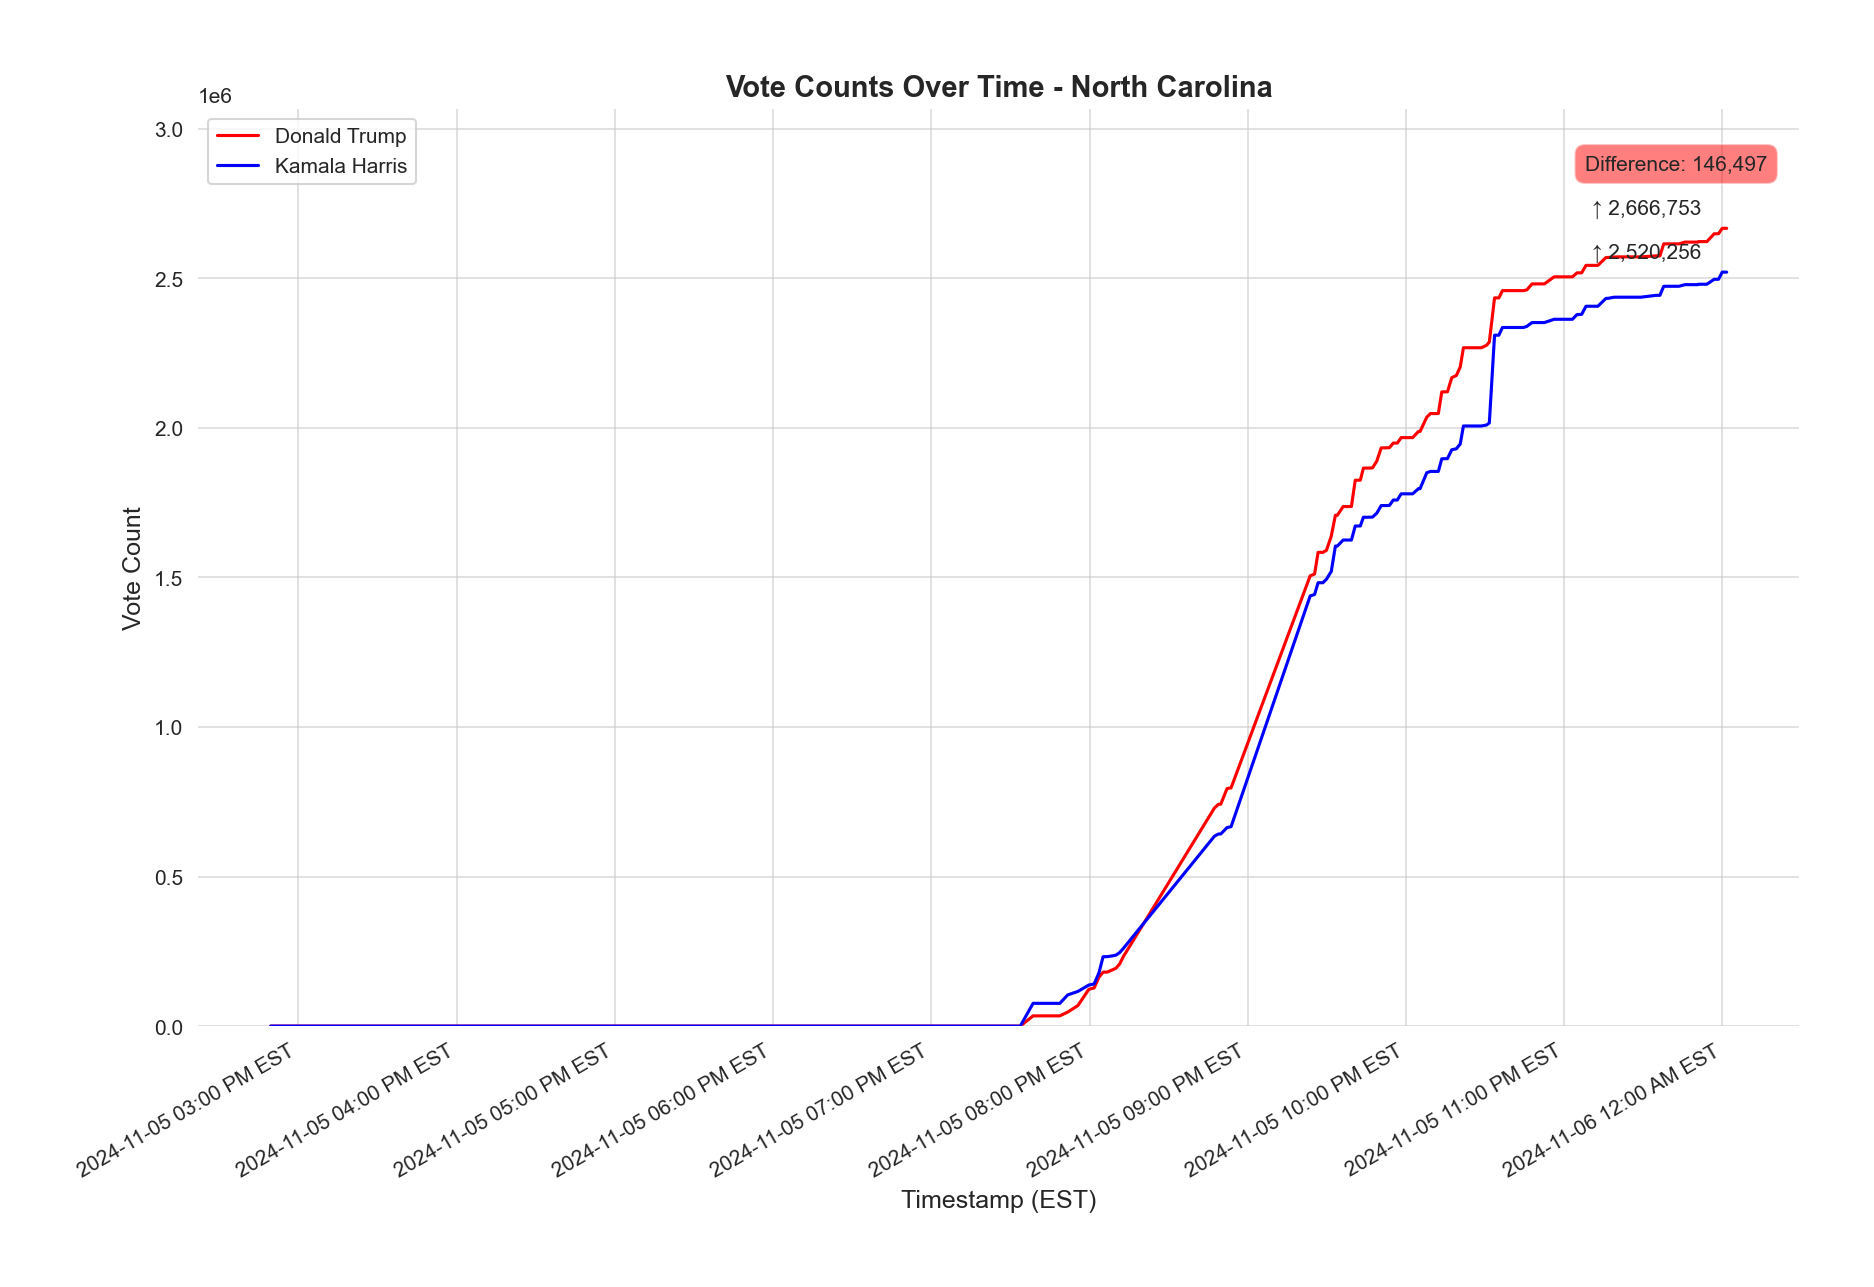 Vote Counts Over Time - North Carolina
1e6
Donald Trump
Kamala Harris
Difference: 146,497
↑ 2,666,753
↑ 2,520,256
3.0
2.5
2.0
1.5
1.0
0.5
0.0
Vote Count
2024-11-05 03:00 PM EST
2024-11-05 04:00 PM EST
2024-11-05 05:00 PM EST
2024-11-05 06:00 PM EST
2024-11-05 07:00 PM EST
2024-11-05 08:00 PM EST
2024-11-05 09:00 PM EST
2024-11-05 10:00 PM EST
2024-11-05 11:00 PM EST
2024-11-06 12:00 AM EST
Timestamp (EST)